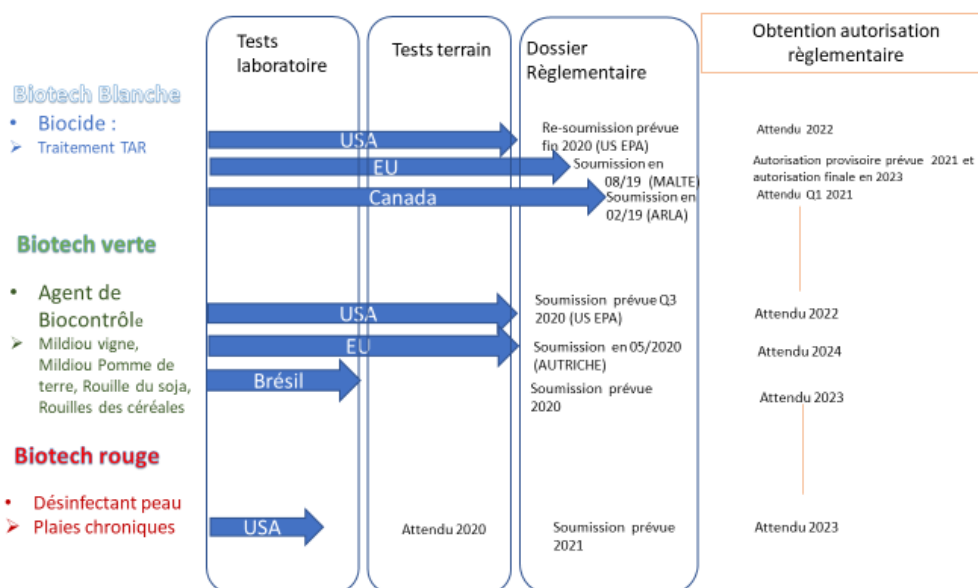 Tests
laboratoire
Tests terrain
Dossier
Règlementaire
Obtention autorisation
règlementaire
Biotech Blanche
• Biocide :
➢ Traitement TAR
USA
Re-soumission prévue
fin 2020 (US EPA)
Attendu 2022
EU
Soumission en
08/19 (MALTE)
Autorisation provisoire prévue 2021 et
autorisation finale en 2023
Canada
Soumission en
02/19 (ARLA)
Attendu Q1 2021
Biotech verte
• Agent de
Biocontrôle
➢ Mildiou vigne,
Mildiou Pomme de
terre, Rouille du soja,
Rouilles des céréales
USA
Soumission prévue Q3
2020 (US EPA)
Attendu 2022
EU
Soumission en 05/2020
(AUTRICHE)
Attendu 2024
Brésil
Soumission prévue
2020
Attendu 2023
Biotech rouge
• Désinfectant peau
➢ Plaies chroniques
USA
Attendu 2020
Soumission prévue
2021
Attendu 2023